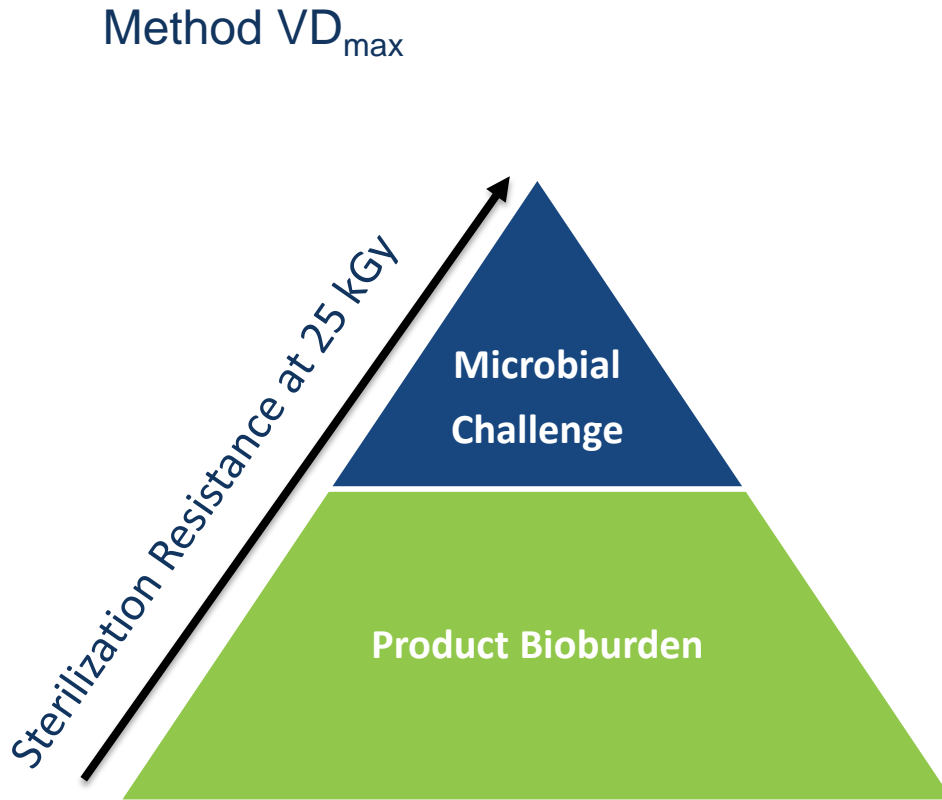 Method VDmax
Sterilization Resistance at 25 kGy
Microbial
Challenge
Product Bioburden